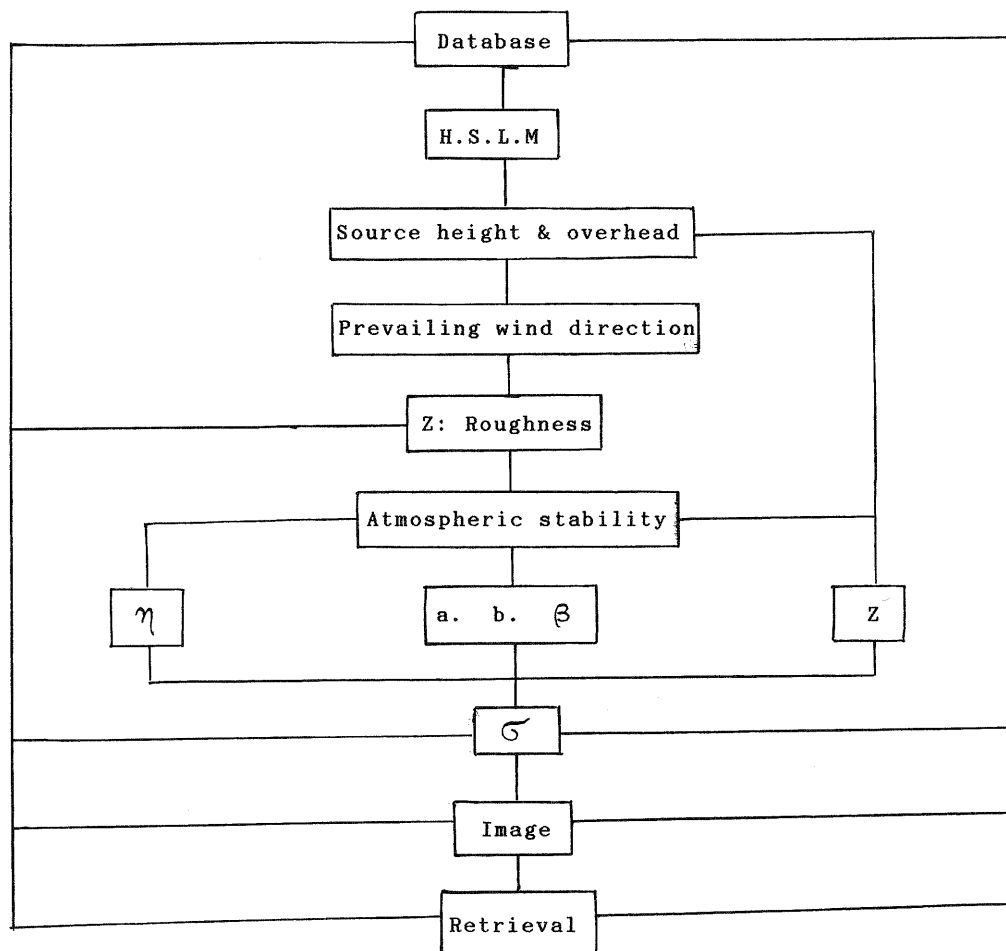 Database
H.S.L.M
Source height & overhead
Prevailing wind direction
Z: Roughness
Atmospheric stability
η
a. b. β
Z
σ
Image
Retrieval